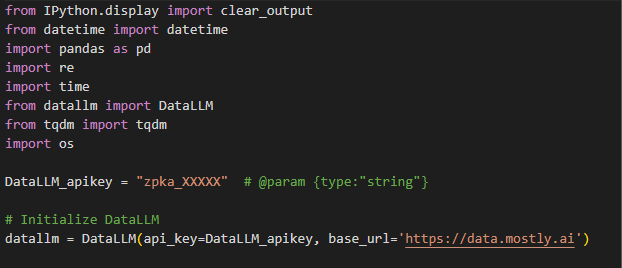 from IPython.display import clear_output
from datetime import datetime
import pandas as pd
import re
import time
from datallm import DataLLM
from tqdm import tqdm
import os

DataLLM_apikey = "zpka_XXXXX"  # @param {type:"string"}

# Initialize DataLLM
datallm = DataLLM(api_key=DataLLM_apikey, base_url='https://data.mostly.ai')